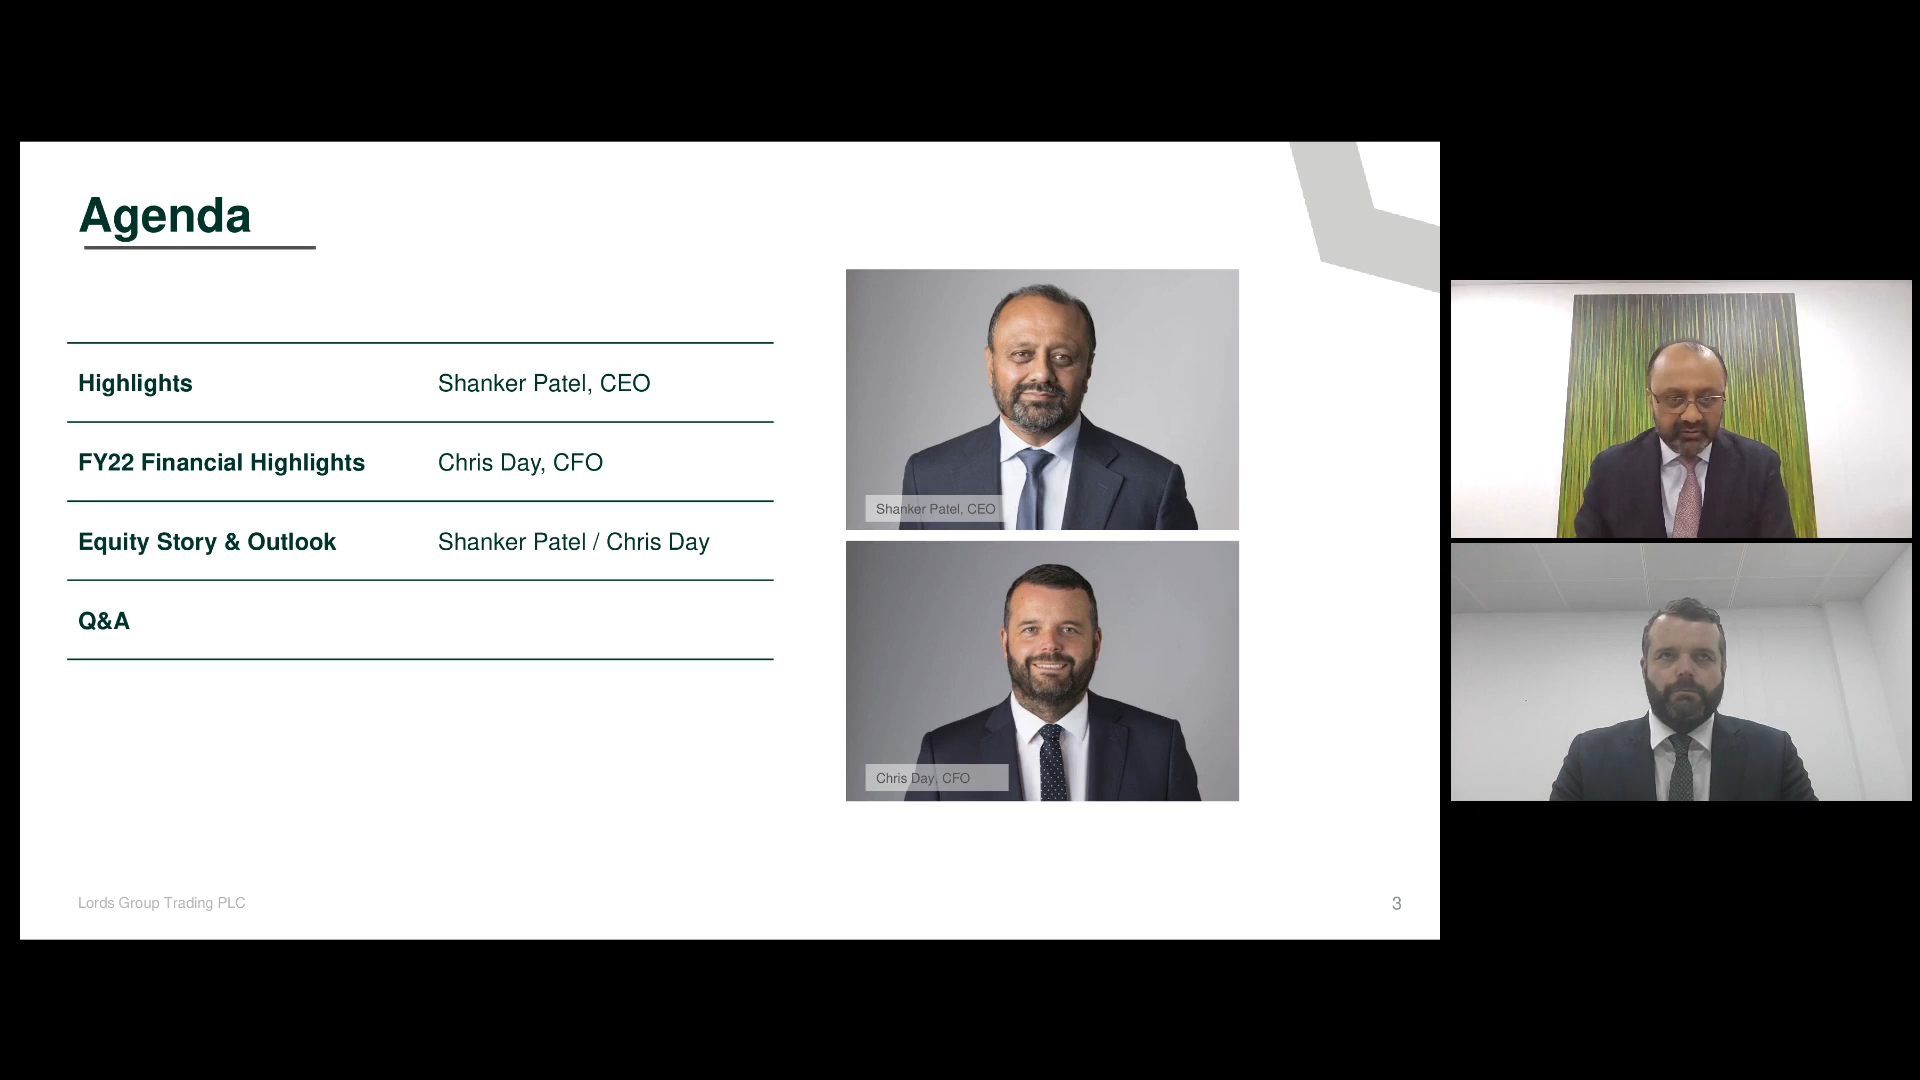 Agenda
Highlights Shanker Patel, CEO
FY22 Financial Highlights Chris Day, CFO
Equity Story & Outlook Shanker Patel / Chris Day
Q&A
Shanker Patel, CEO
Chris Day, CFO
Lords Group Trading PLC
3